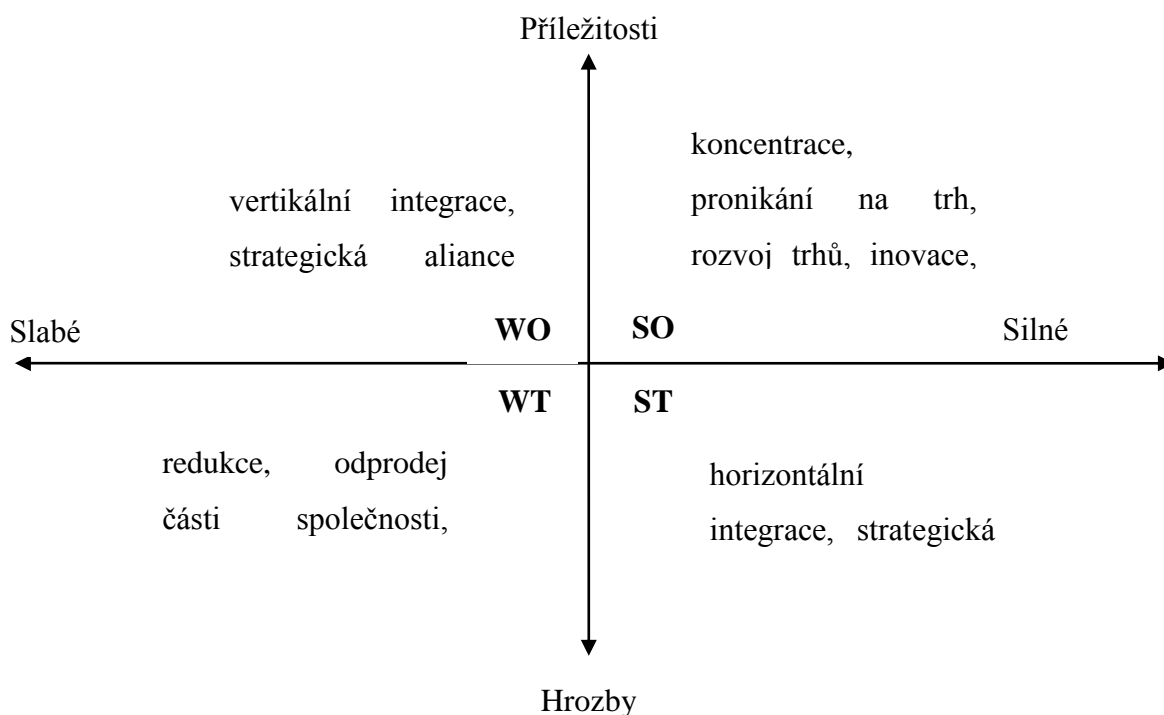 Příležitosti
koncentrace,
pronikání na trh,
rozvoj trhů, inovace,
vertikální integrace,
strategická aliance
Slabé
WO
SO
Silné
WT
ST
redukce, odprodej
části společnosti,
horizontální
integrace, strategická
Hrozby